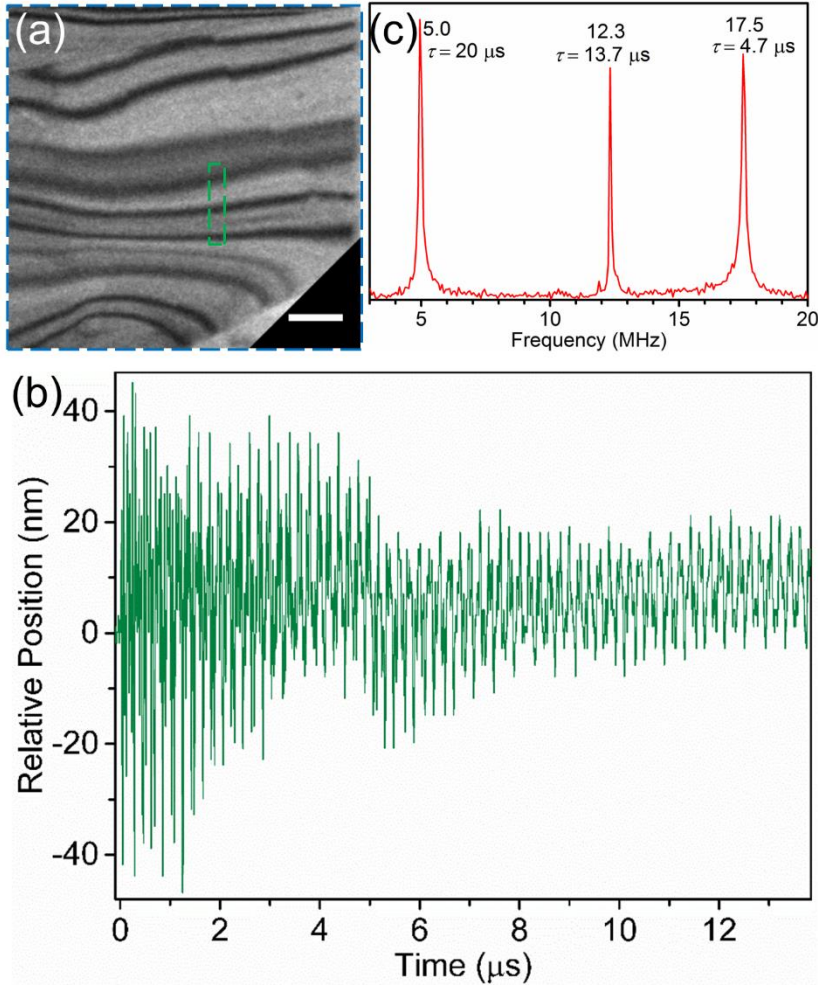 (a)
(c)
5.0
τ = 20 μs
12.3
τ = 13.7 μs
17.5
τ = 4.7 μs
5
10
15
20
Frequency (MHz)
(b)
40
20
0
-20
-40
Relative Position (nm)
0
2
4
6
8
10
12
Time (μs)